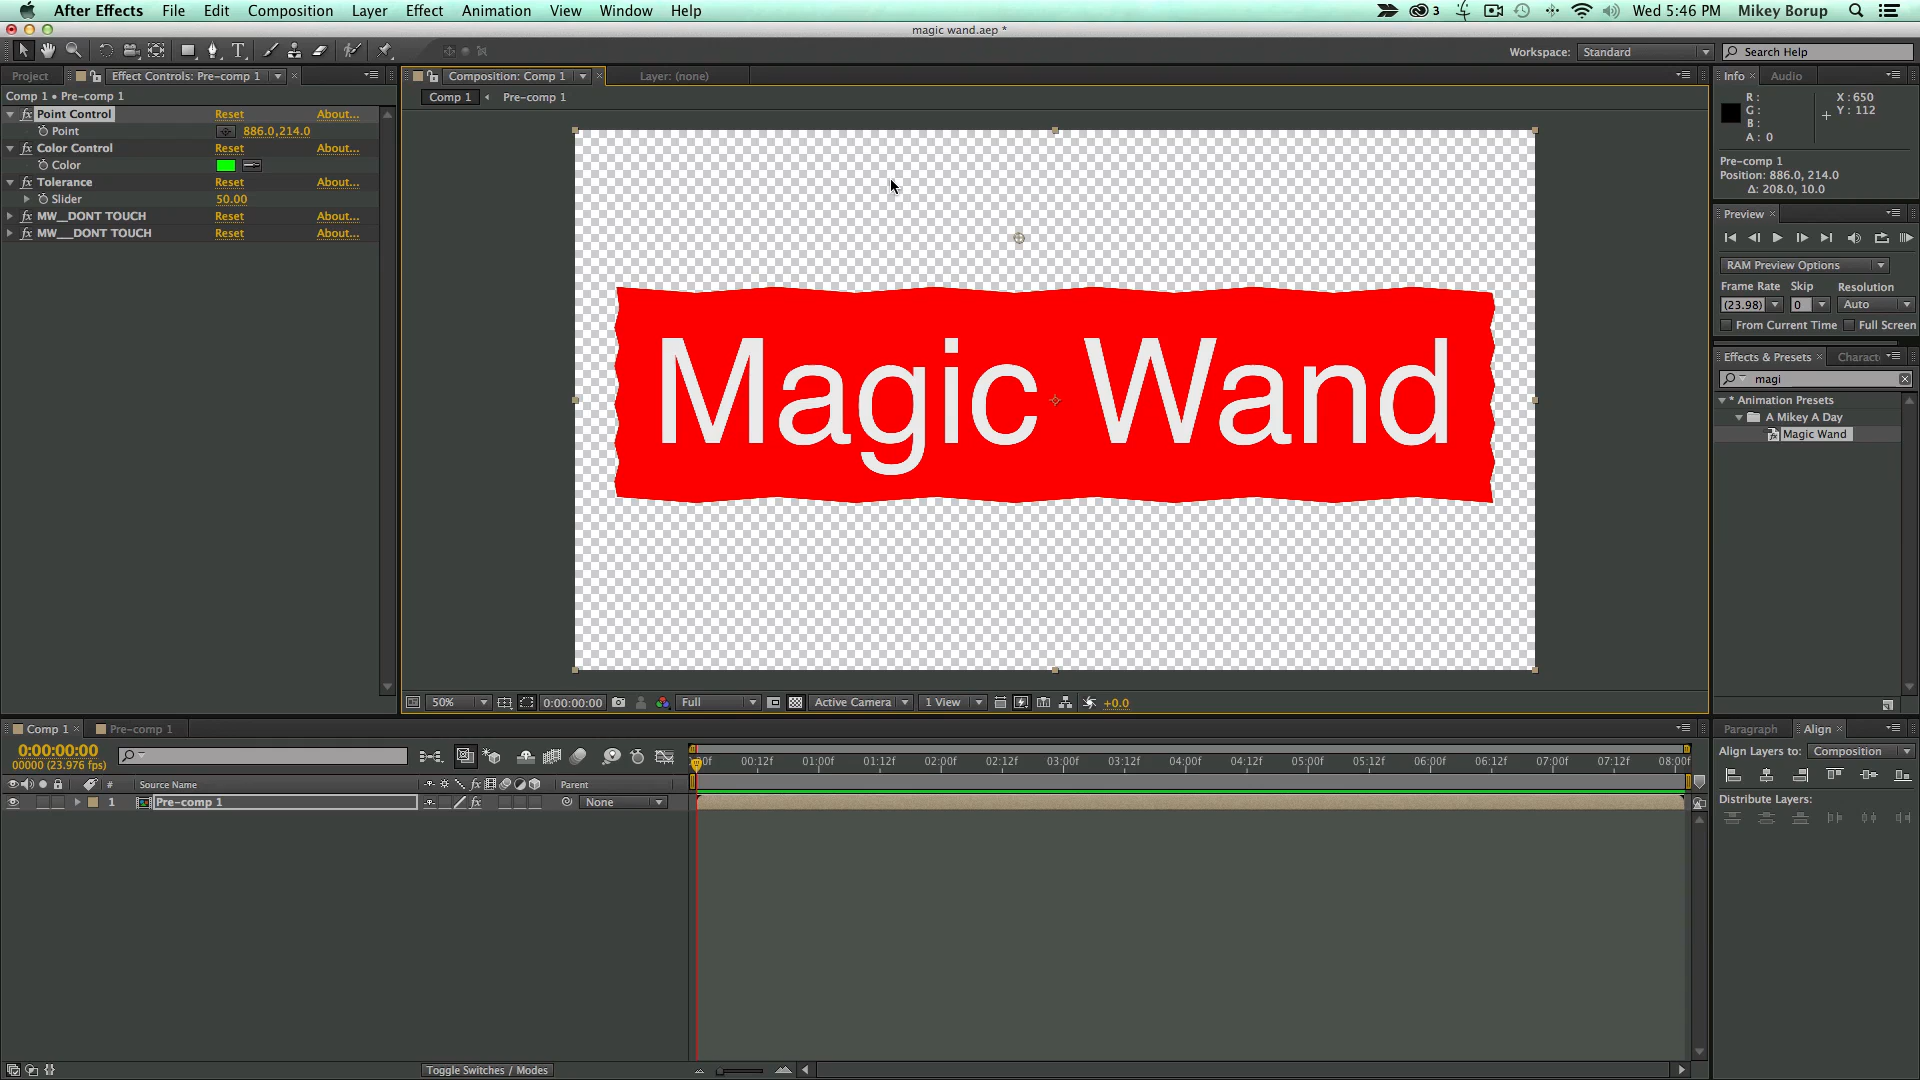 After Effects File Edit Composition Layer Effect Animation View Window Help 3 Wed 5:46 PM Mikey Borup
magic wand.aep *
Workspace: Standard Search Help
Project Effect Controls: Pre-comp 1 Composition: Comp 1 Layer: (none) Info Audio
Comp 1 • Pre-comp 1
Comp 1 Pre-comp 1
Point Control Reset About...
Point 886.0,214.0
Color Control Reset About...
Color
Tolerance Reset About...
Slider 50.00
MW__DONT TOUCH Reset About...
MW___DONT TOUCH Reset About...
Magic Wand
R :
G :
B :
A : 0
X : 650
Y : 112
Pre-comp 1
Position: 886.0, 214.0
Δ: 208.0, 10.0
Preview
RAM Preview Options
Frame Rate Skip Resolution
(23.98) 0 Auto
From Current Time Full Screen
Effects & Presets Charact
magi
* Animation Presets
A Mikey A Day
Magic Wand
50% 0:00:00:00 Full Active Camera 1 View +0.0
Comp 1 Pre-comp 1
0:00:00:00
00000 (23.976 fps)
# Source Name Parent
1 Pre-comp 1 None
0f 00:12f 01:00f 01:12f 02:00f 02:12f 03:00f 03:12f 04:00f 04:12f 05:00f 05:12f 06:00f 06:12f 07:00f 07:12f 08:00f
Toggle Switches / Modes
Paragraph Align
Align Layers to: Composition
Distribute Layers: